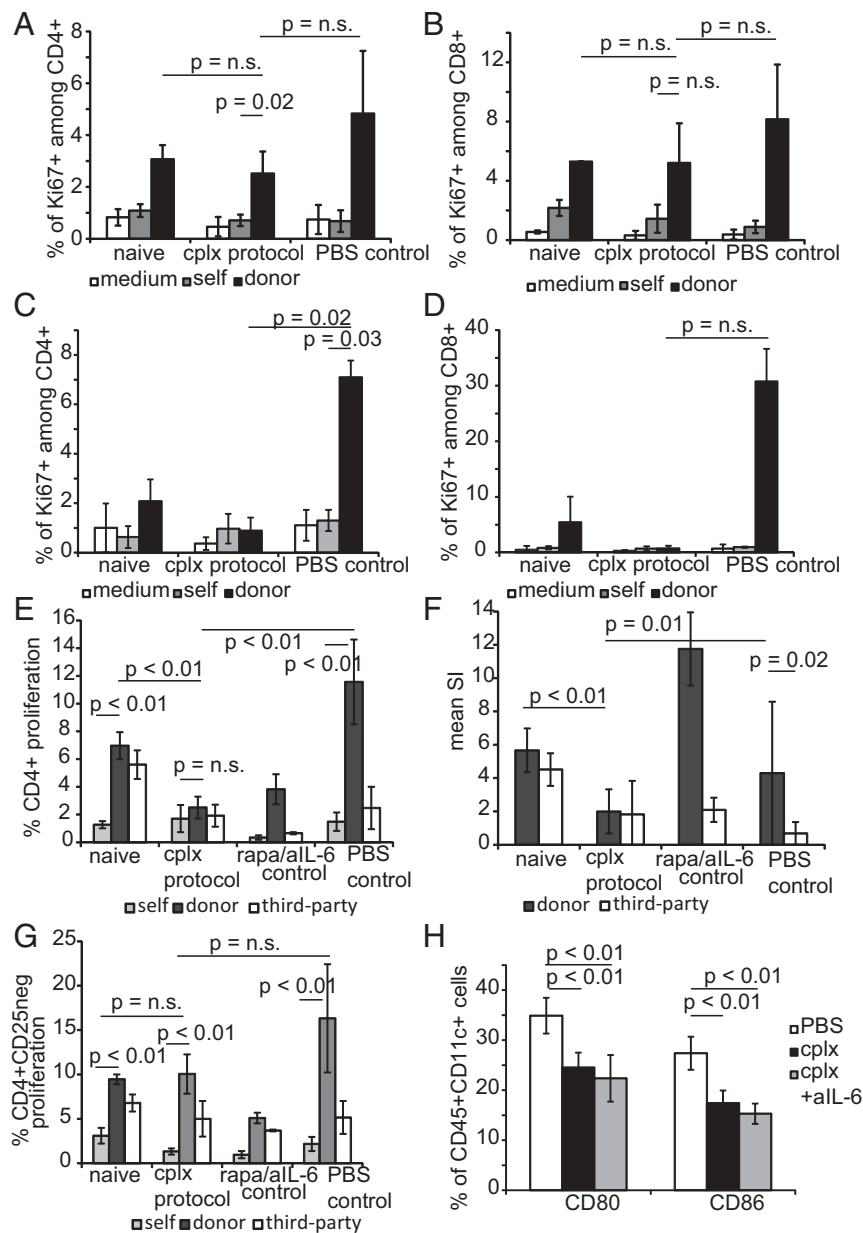 A
% of Ki67+ among CD4+
8
6
4
2
0
p = n.s.
p = n.s.
p = 0.02
naive
cplx protocol
PBS control
medium
self
donor
B
% of Ki67+ among CD8+
12
8
4
0
p = n.s.
p = n.s.
p = n.s.
naive
cplx protocol
PBS control
medium
self
donor
C
% of Ki67+ among CD4+
8
6
4
2
0
p = 0.02
p = 0.03
naive
cplx protocol
PBS control
medium
self
donor
D
% of Ki67+ among CD8+
40
30
20
10
0
p = n.s.
naive
cplx protocol
PBS control
medium
self
donor
E
% CD4+ proliferation
16
14
12
10
8
6
4
2
0
p < 0.01
p < 0.01
p < 0.01
p < 0.01
p = n.s.
naive
cplx
protocol
rapa/aIL-6
control
PBS
control
self
donor
third-party
F
mean SI
14
12
10
8
6
4
2
0
p = 0.01
p = 0.02
p < 0.01
naive
cplx
protocol
rapa/aIL-6
control
PBS
control
donor
third-party
G
% CD4+CD25neg
proliferation
25
20
15
10
5
0
p = n.s.
p < 0.01
p = n.s.
p < 0.01
p < 0.01
naive
cplx
protocol
rapa/aIL-6
control
PBS
control
self
donor
third-party
H
% of CD45+CD11c+ cells
40
30
20
10
0
p < 0.01
p < 0.01
p < 0.01
p < 0.01
CD80
CD86
PBS
cplx
cplx
+aIL-6